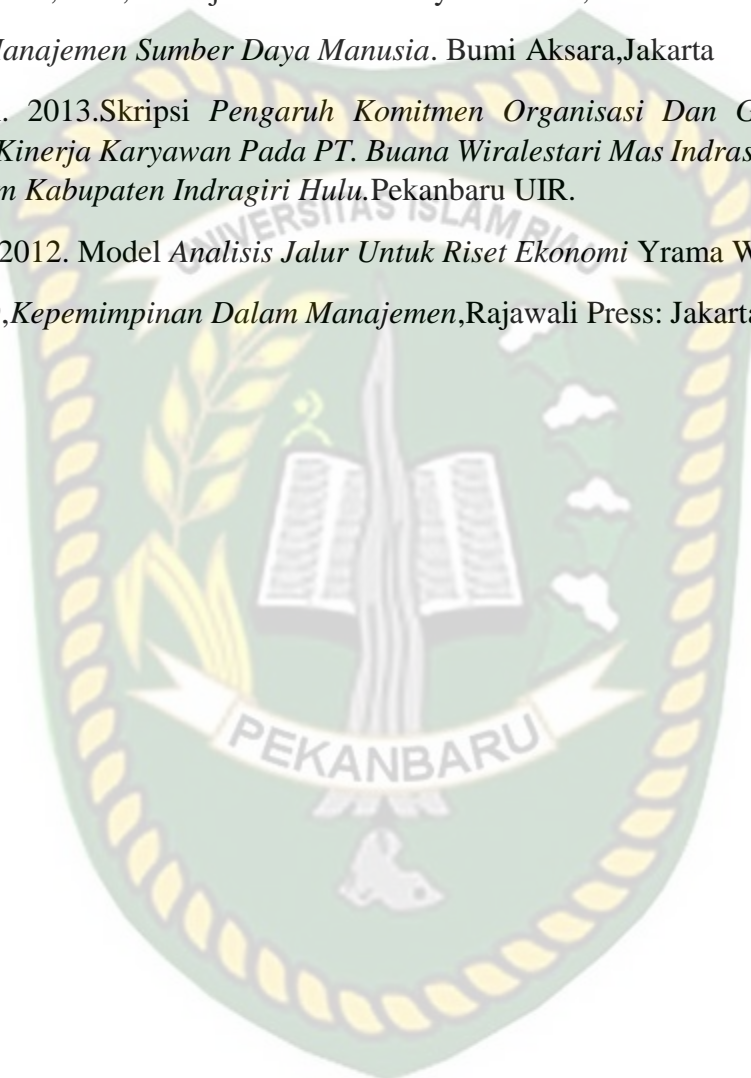 Manajemen Sumber Daya Manusia. Bumi Aksara,Jakarta
. 2013.Skripsi Pengaruh Komitmen Organisasi Dan G
Kinerja Karyawan Pada PT. Buana Wiralestari Mas Indras
m Kabupaten Indragiri Hulu.Pekanbaru UIR.
UNIVERSITAS ISLAM RIAU
2012. Model Analisis Jalur Untuk Riset Ekonomi Yrama W
,Kepemimpinan Dalam Manajemen,Rajawali Press: Jakarta
PEKANBARU